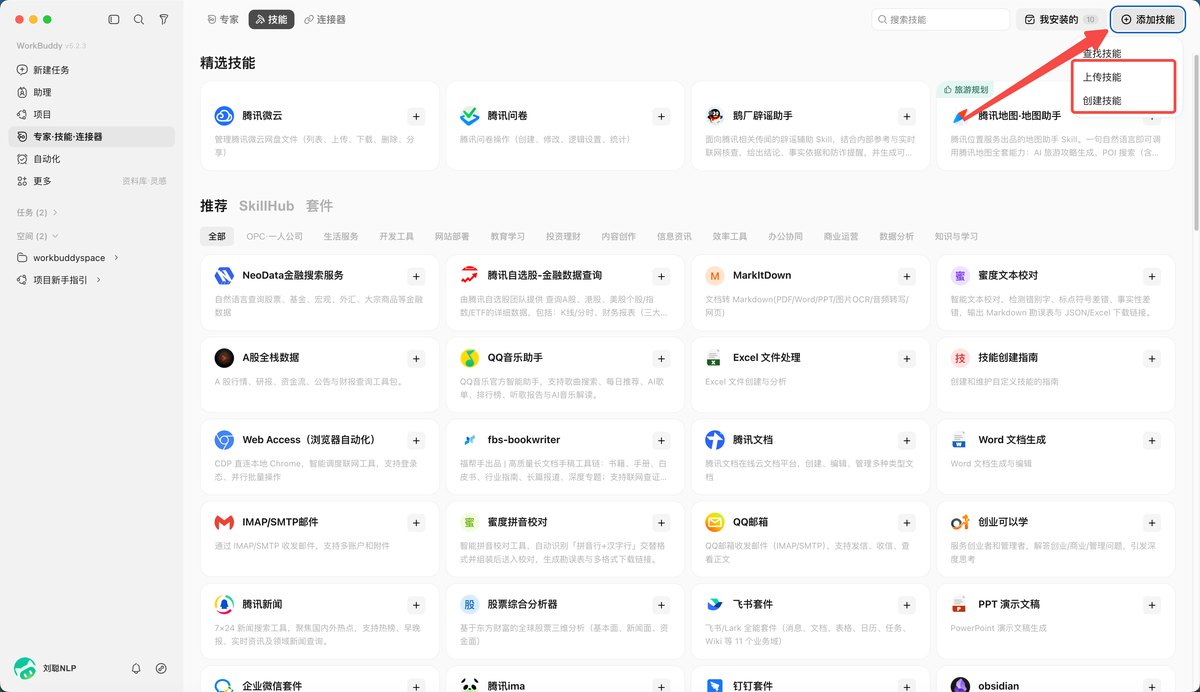 专家
技能
连接器
搜索技能
我安装的 10
添加技能
查找技能
上传技能
创建技能
WorkBuddy v5.2.3
新建任务
助理
项目
专家·技能·连接器
自动化
更多
资料库·灵感
任务 (2)
空间 (2)
workbuddyspace
项目新手指引
刘聪NLP
精选技能
腾讯微云
管理腾讯微云网盘文件（列表、上传、下载、删除、分
享）
腾讯问卷
腾讯问卷操作（创建、修改、逻辑设置、统计）
鹅厂辟谣助手
面向腾讯相关传闻的辟谣辅助 Skill，结合内部参考与实时
联网核查，给出结论、事实依据和防诈提醒，并生成可...
旅游规划
腾讯地图·地图助手
腾讯位置服务出品的地图助手 Skill。一句自然语言即可调
用腾讯地图全套能力：AI 旅游攻略生成、POI 搜索（含...
推荐 SkillHub 套件
全部 OPC·一人公司 生活服务 开发工具 网站部署 教育学习 投资理财 内容创作 信息资讯 效率工具 办公协同 商业运营 数据分析 知识与学习
NeoData金融搜索服务
自然语言查询股票、基金、宏观、外汇、大宗商品等金融
数据
腾讯自选股-金融数据查询
由腾讯自选股团队提供 查询A股、港股、美股个股/指
数/ETF的详细数据，包括：K线/分时、财务报表（三大...
M
MarkItDown
文档转 Markdown(PDF/Word/PPT/图片OCR/音频转写/
网页)
蜜
蜜度文本校对
智能文本校对，检测错别字、标点符号差错、事实性差
错，输出 Markdown 勘误表与 JSON/Excel 下载链接。
A股全栈数据
A 股行情、研报、资金流、公告与财报查询工具包。
QQ音乐助手
QQ音乐官方智能助手，支持歌曲搜索、每日推荐、AI歌
单、排行榜、听歌报告与AI音乐解读。
Excel 文件处理
Excel 文件创建与分析
技
技能创建指南
创建和维护自定义技能的指南
Web Access（浏览器自动化）
CDP 直连本地 Chrome，智能调度联网工具，支持登录
态、并行批量操作
fbs-bookwriter
福帮手出品 | 高质量长文档手稿工具链：书籍、手册、白
皮书、行业指南、长篇报道、深度专题；支持联网查证...
腾讯文档
腾讯文档在线云文档平台，创建、编辑、管理多种类型文
档
Word 文档生成
Word 文档生成与编辑
IMAP/SMTP邮件
通过 IMAP/SMTP 收发邮件，支持多账户和附件
蜜
蜜度拼音校对
智能拼音校对工具，自动识别「拼音行+汉字行」交替格
式并组装后送入校对，生成勘误表与多格式下载链接。
QQ邮箱
QQ邮箱收发邮件（IMAP/SMTP），支持发信、收信、查
看正文
创业可以学
服务创业者和管理者，解答创业/商业/管理问题，引发深
度思考
腾讯新闻
7×24 新闻搜索工具，聚焦国内外热点，支持热榜、早晚
报、实时资讯及领域新闻查询。
股
股票综合分析器
基于东方财富的全球股票三维分析（基本面、新闻面、资
金面）
飞书套件
飞书/Lark 全能套件（消息、文档、表格、日历、任务、
Wiki 等 11 个业务域）
PPT 演示文稿
PowerPoint 演示文稿生成
企业微信套件
腾讯ima
钉钉套件
obsidian